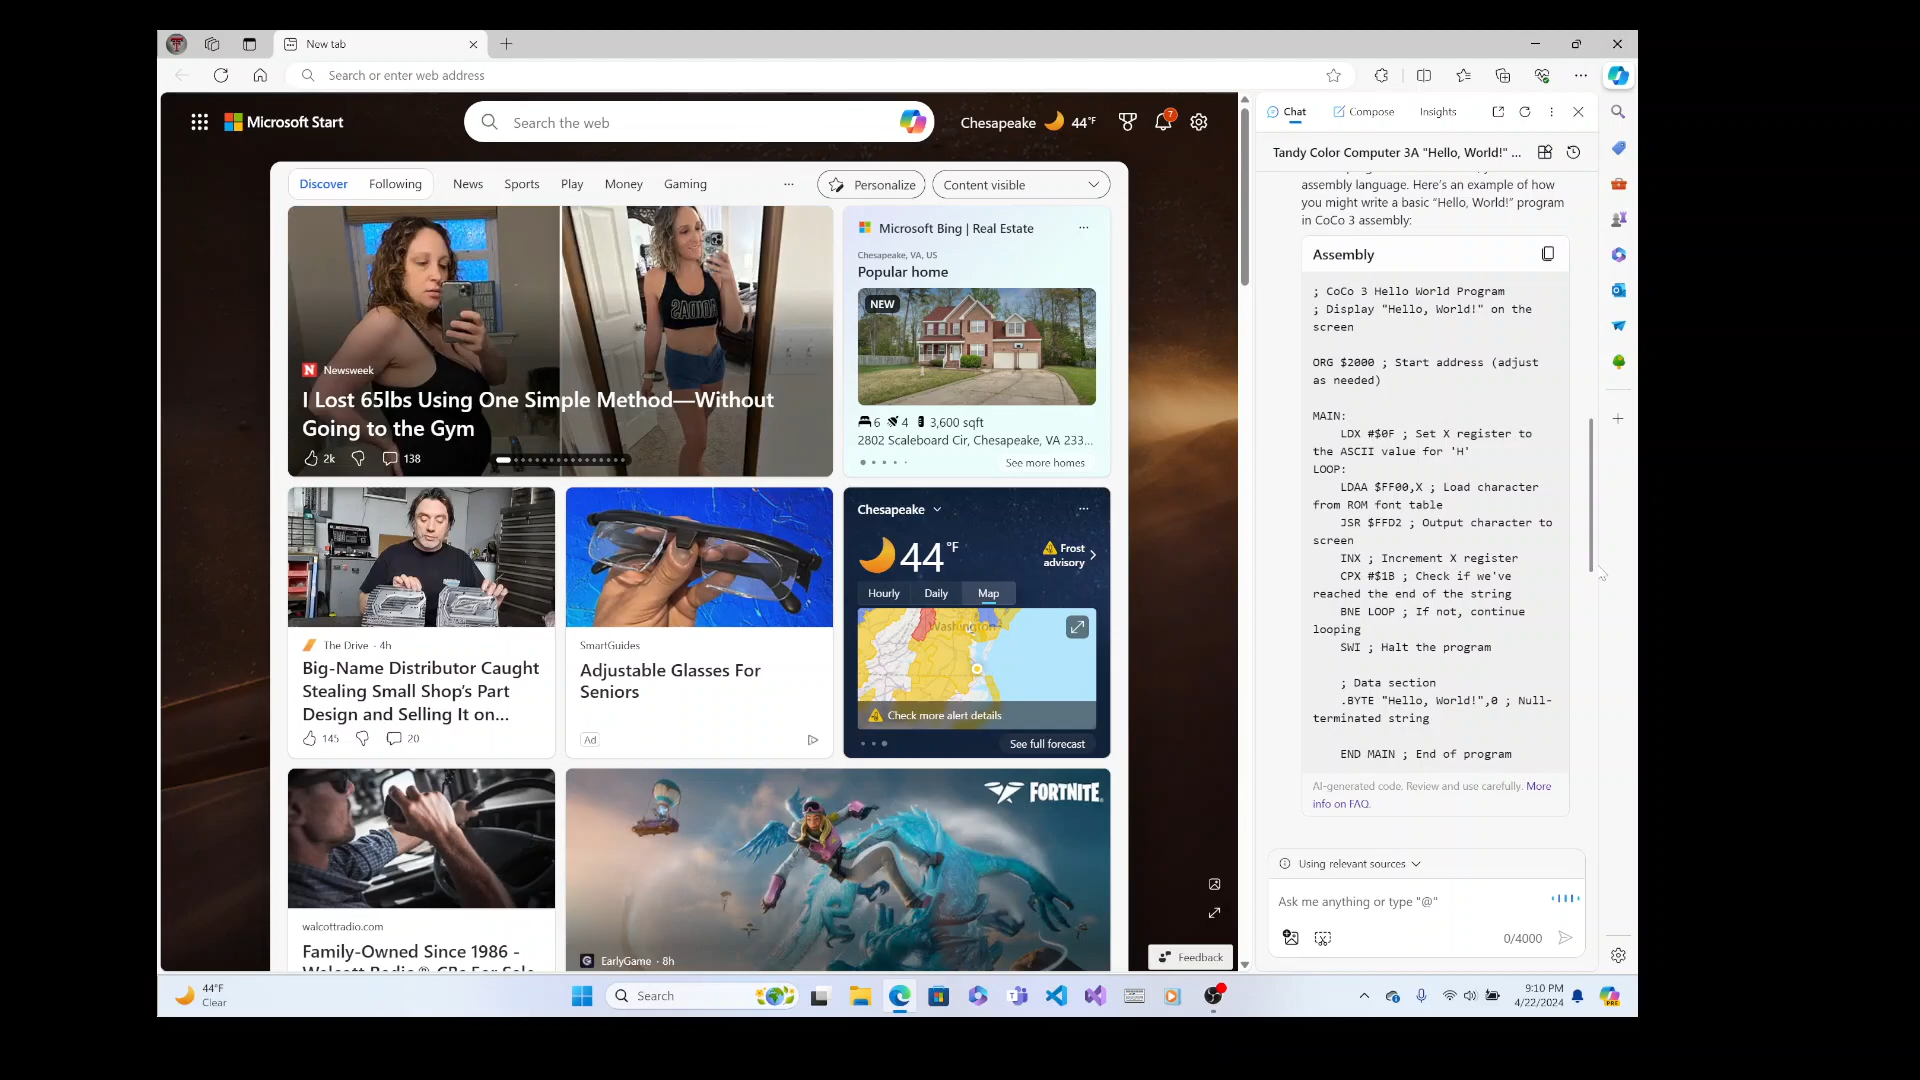 New tab
Search or enter web address
Microsoft Start
Search the web
Chesapeake 44°F
7
Discover Following News Sports Play Money Gaming ... Personalize Content visible
Newsweek
I Lost 65lbs Using One Simple Method—Without
Going to the Gym
2k 138
Microsoft Bing | Real Estate ...
Chesapeake, VA, US
Popular home
NEW
6 4 3,600 sqft
2802 Scaleboard Cir, Chesapeake, VA 233...
See more homes
The Drive · 4h
Big-Name Distributor Caught
Stealing Small Shop's Part
Design and Selling It on...
145 20
SmartGuides
Adjustable Glasses For
Seniors
Ad
Chesapeake ...
44°F
Frost
advisory
Hourly Daily Map
Washington
Check more alert details
See full forecast
walcottradio.com
Family-Owned Since 1986 -
Walcott Radio® CBs For Sale
FORTNITE
EarlyGame · 8h
Feedback
Chat Compose Insights
Tandy Color Computer 3A "Hello, World!" ...
assembly language. Here's an example of how
you might write a basic “Hello, World!” program
in CoCo 3 assembly:
Assembly
; CoCo 3 Hello World Program
; Display "Hello, World!" on the
screen
ORG $2000 ; Start address (adjust
as needed)
MAIN:
LDX #$0F ; Set X register to
the ASCII value for 'H'
LOOP:
LDAA $FF00,X ; Load character
from ROM font table
JSR $FFD2 ; Output character to
screen
INX ; Increment X register
CPX #$1B ; Check if we've
reached the end of the string
BNE LOOP ; If not, continue
looping
SWI ; Halt the program
; Data section
.BYTE "Hello, World!",0 ; Null-
terminated string
END MAIN ; End of program
AI-generated code. Review and use carefully. More
info on FAQ.
Using relevant sources
Ask me anything or type "@"
0/4000
44°F
Clear
Search
9:10 PM
4/22/2024
PRE